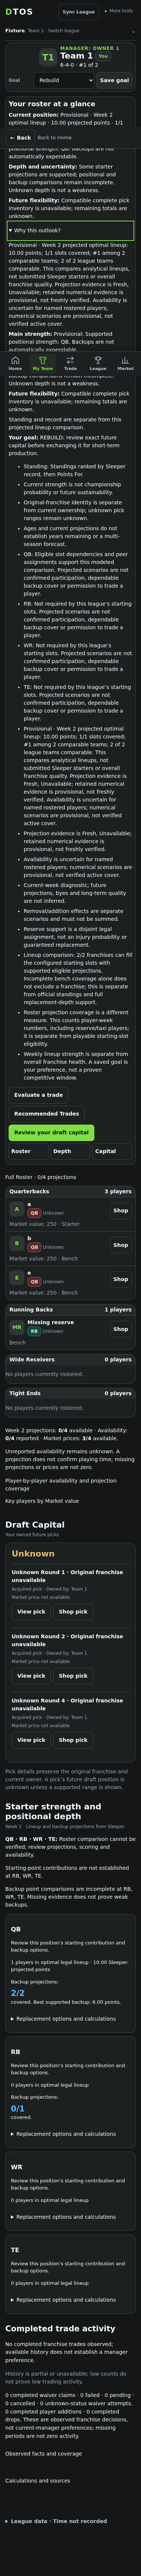 DTOS
Sync League
▸ More tools
Fixture Team 1 · Switch league
T1
MANAGER: OWNER 1
Team 1 You
6-4-0 · #1 of 2
Goal
Rebuild
Save goal
Your roster at a glance
Current position: Provisional · Week 2
optimal lineup · 10.00 projected points · 1/1
← Back
Back to Home
supported positional strength: QB. Backups are not
automatically expendable.
Depth and uncertainty: Some starting
projections are supported; positional and
backup coverage remain incomplete.
Unknown depth is not a weakness.
Future flexibility: Compatible complete pick
inventory is unavailable; team remains
unknown.
▾ Why this outlook?
Provisional · Week 2 projected optimal lineup:
10.00 points; 1/1 slots covered; #1 among 2
comparable teams; 2 of 2 league teams
comparable. This compares analytical lineups,
not submitted Sleeper starters or overall
franchise quality. Projection evidence is Fresh,
Unavailable; retained numerical evidence is
provisional, not freshly verified. Availability is
uncertain for named rostered players;
numerical scenarios are provisional, not
verified active cover.
Main strength: Provisional: Supported
positional strength: QB. Backups are not
automatically expendable.
Home
My Team
Trade
League
Market
Unknown depth is not a weakness.
Future flexibility: Compatible complete pick
inventory is unavailable; retained totals remain
unknown.
Standing and record are separate from this
projected lineup comparison.
Your goal: REBUILD: review exact future
capital before exchanging it for short-term
production.
• Standing: Standings ranked by Sleeper
record, then Points For.
• Current standing is not championship
probability or future sustainability.
• Original-franchise identity is separate
from current ownership; unknown pick
ranges remain unknown.
• Ages and current projections do not
establish years remaining or a multi-
season forecast.
• QB: Eligible slot dependencies and peer
assignments support this modeled
comparison. Projected scenarios are not
confirmed participation, dependable
backup cover or permission to trade a
player.
• RB: Not required by this league’s starting
slots. Projected scenarios are not
confirmed participation, dependable
backup cover or permission to trade a
player.
• WR: Not required by this league’s
starting slots. Projected scenarios are not
confirmed participation, dependable
backup cover or permission to trade a
player.
• TE: Not required by this league’s starting
slots. Projected scenarios are not
confirmed participation, dependable
backup cover or permission to trade a
player.
• Provisional · Week 2 projected optimal
lineup: 10.00 points; 1/1 slots covered;
#1 among 2 comparable teams; 2 of 2
league teams comparable. This
compares analytical lineups, not
submitted Sleeper starters or overall
franchise quality. Projection evidence is
Fresh, Unavailable; retained numerical
evidence is provisional, not freshly
verified. Availability is uncertain for
named rostered players; numerical
scenarios are provisional, not verified
active cover.
• Projection evidence is Fresh, Unavailable;
retained numerical evidence is
provisional, not freshly verified.
• Availability is uncertain for named
rostered players; numerical scenarios are
provisional, not verified active cover.
• Current-week diagnostic; future
projections, byes and long-term quality
are not inferred.
• Removal/addition effects are separate
scenarios and must not be summed.
• Reserve support is a disjoint legal
assignment, not an injury probability or
guaranteed replacement.
• Lineup comparison: 2/2 franchises can fill
the configured starting slots with
supported eligible projections.
Incomplete bench coverage alone does
not exclude a franchise; this is separate
from official standings and full
replacement-depth support.
• Roster projection coverage is a different
measure. This counts current player
projection numbers, including
reserve/taxi players; it is separate from
playable starting-slot eligibility.
• Weekly lineup strength is separate from
overall franchise health. A second goal is
your preference, not a proven
competitive window.
Evaluate a trade
Recommended Trades
Review your draft capital
Roster
Depth
Capital
Full Roster · 0/4 projections
Quarterbacks
3 players
A
a
QB Unknown
Shop
Market value: 250 · Starter
B
b
QB Unknown
Shop
Market value: 250 · Bench
E
e
QB Unknown
Shop
Market value: 250 · Bench
Running Backs
1 players
MR
Missing reserve
RB Unknown
Shop
Bench
Wide Receivers
0 players
No players currently rostered.
Tight Ends
0 players
No players currently rostered.
Week 2 projections: 0/4 available · Availability:
0/4 reported · Market prices: 3/4 available.
Unreported availability remains unknown. A
projection does not confirm playing time; missing
projections or prices are not zero.
Player-by-player availability and projection
coverage
Key players by Market value
Draft Capital
Your owned future picks
Unknown
Unknown Round 1 · Original franchise
unavailable
Acquired pick · Owned by: Team 1
Market price not available
View pick
Shop pick
Unknown Round 2 · Original franchise
unavailable
Acquired pick · Owned by: Team 1
Market price not available
View pick
Shop pick
Unknown Round 4 · Original franchise
unavailable
Acquired pick · Owned by: Team 1
Market price not available
View pick
Shop pick
Pick details preserve the original franchise and
current owner. A pick’s future draft position is
unknown unless a supported range is shown.
Starter strength and
positional depth
Week 2 · Lineup and backup projections from Sleeper
QB · RB · WR · TE: Roster comparison cannot be
verified; review projections, scoring and
availability.
Starting-point contributions are not established
at RB, WR, TE.
Backup point comparisons are incomplete at RB,
WR, TE. Missing evidence does not prove weak
backups.
QB
Review this position’s starting contribution and
backup options.
1 players in optimal legal lineup · 10.00 Sleeper-
projected points
Backup projections:
2/2
covered. Best supported backup: 6.00 points.
▸ Replacement options and calculations
RB
Review this position’s starting contribution and
backup options.
0 players in optimal legal lineup
Backup projections:
0/1
covered.
▸ Replacement options and calculations
WR
Review this position’s starting contribution and
backup options.
0 players in optimal legal lineup
▸ Replacement options and calculations
TE
Review this position’s starting contribution and
backup options.
0 players in optimal legal lineup
▸ Replacement options and calculations
Completed trade activity
No completed franchise trades observed;
available history does not establish a manager
preference.
History is partial or unavailable; low counts do
not prove low trading activity.
0 completed waiver claims · 0 failed · 0 pending ·
0 cancelled · 0 unknown-status waiver attempts.
0 completed player additions · 0 completed
drops. These are observed franchise decisions,
not current-manager preferences; missing
periods are not zero activity.
Observed facts and coverage
Calculations and sources
▸ League data · Time not recorded